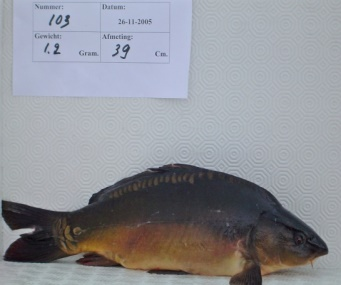 Nummer: Datum:
103 26-11-2005
Gewicht: Afmeting:
1.2 Gram. 39 Cm.